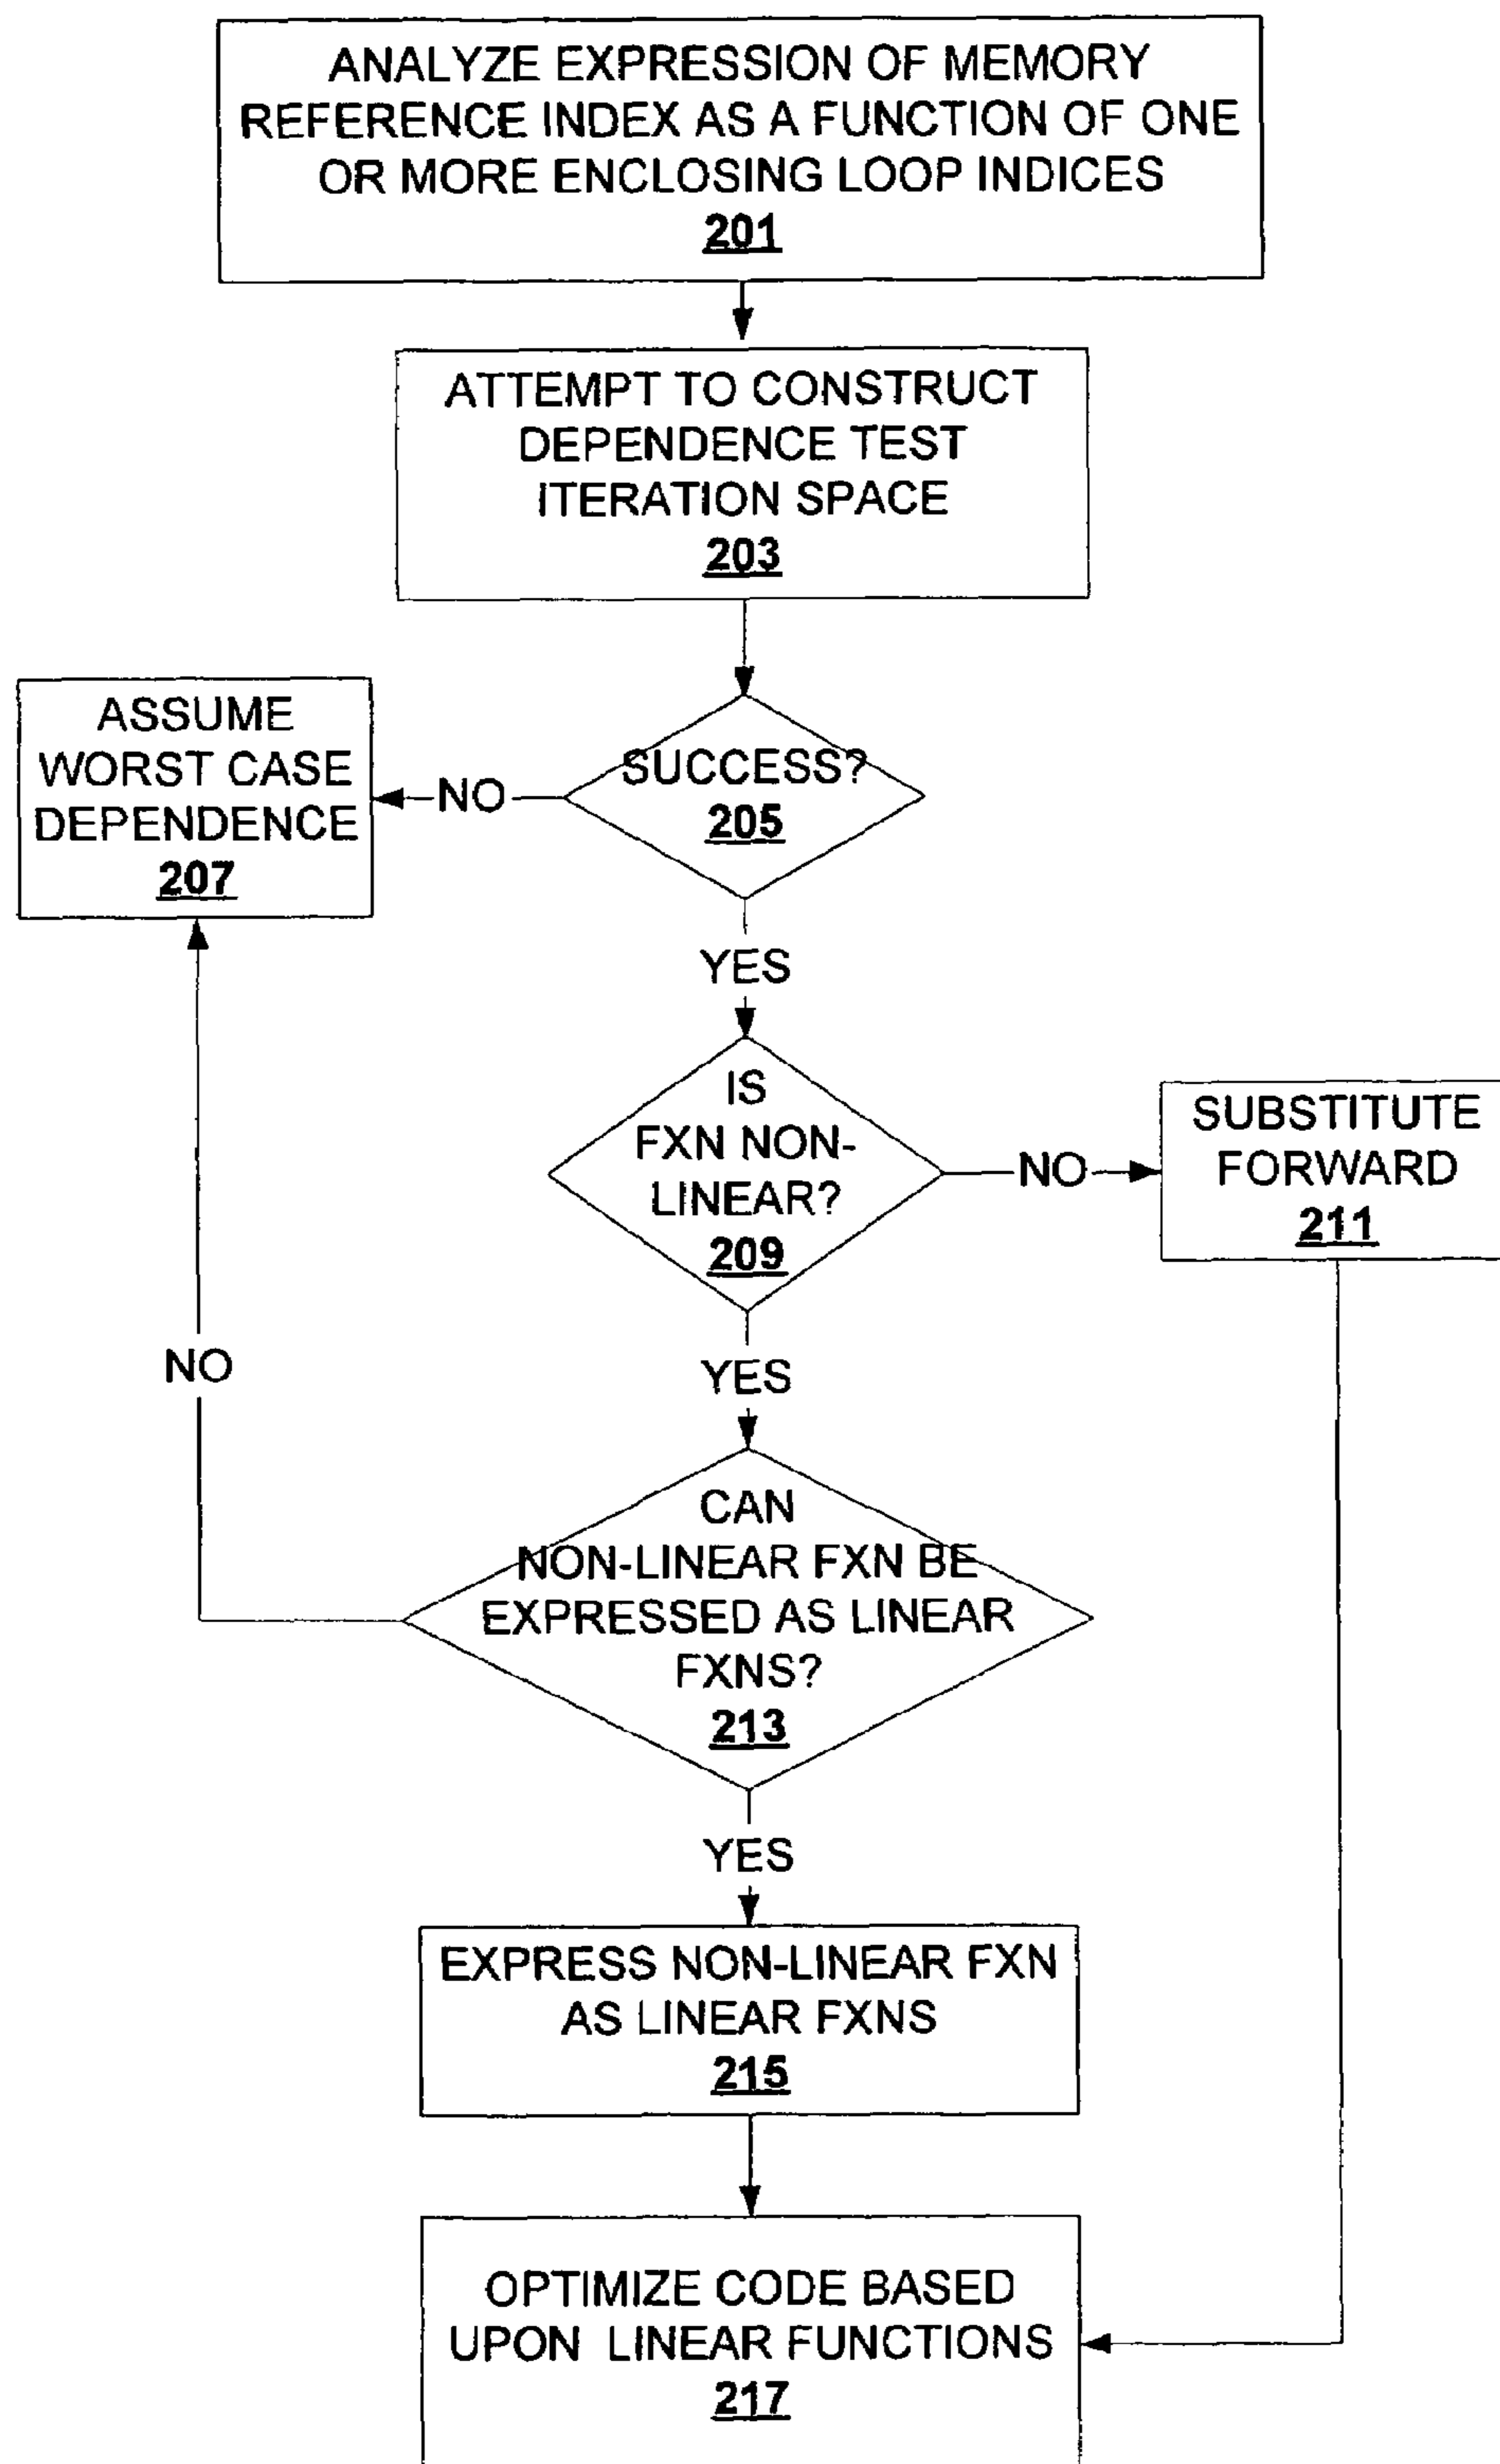 ANALYZE EXPRESSION OF MEMORY
REFERENCE INDEX AS A FUNCTION OF ONE
OR MORE ENCLOSING LOOP INDICES
201
ATTEMPT TO CONSTRUCT
DEPENDENCE TEST
ITERATION SPACE
203
ASSUME
WORST CASE
DEPENDENCE
207
NO
SUCCESS?
205
YES
IS
FXN NON-
LINEAR?
209
NO
SUBSTITUTE
FORWARD
211
YES
NO
CAN
NON-LINEAR FXN BE
EXPRESSED AS LINEAR
FXNS?
213
YES
EXPRESS NON-LINEAR FXN
AS LINEAR FXNS
215
OPTIMIZE CODE BASED
UPON LINEAR FUNCTIONS
217